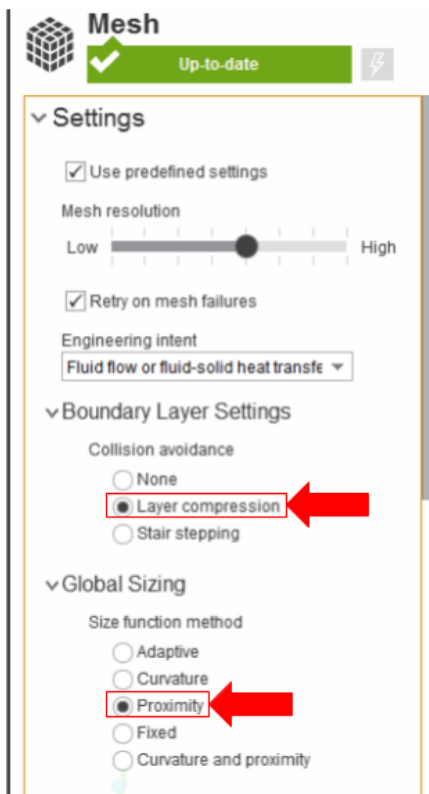 Mesh
Up-to-date
Settings
Use predefined settings
Mesh resolution
Low High
Retry on mesh failures
Engineering intent
Fluid flow or fluid-solid heat transfe
Boundary Layer Settings
Collision avoidance
None
Layer compression
Stair stepping
Global Sizing
Size function method
Adaptive
Curvature
Proximity
Fixed
Curvature and proximity